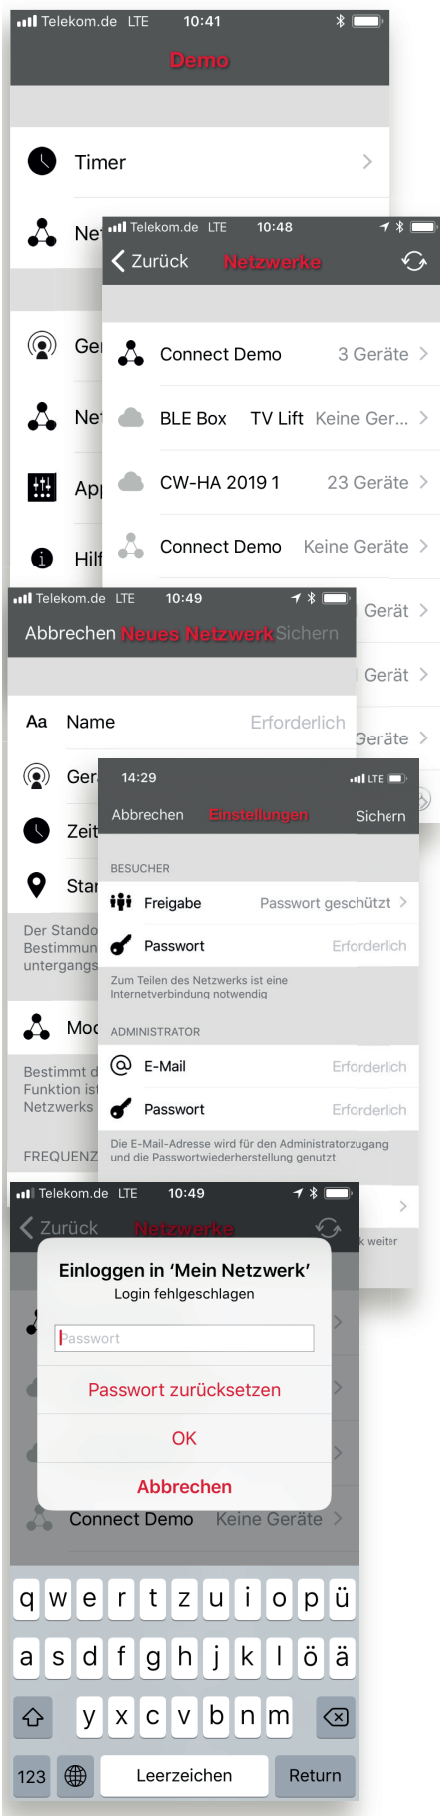 Telekom.de LTE 10:41
Demo
Timer
Net
Ger
Net
App
Hilf
Telekom.de LTE 10:48
Zurück Netzwerke
Connect Demo 3 Geräte
BLE Box TV Lift Keine Ger...
CW-HA 2019 1 23 Geräte
Connect Demo Keine Geräte
Gerät
Gerät
Geräte
Telekom.de LTE 10:49
Abbrechen Neues Netzwerk Sichern
Aa Name Erforderlich
Ger
Zeit
Star
Der Stando
Bestimmun
untergangs
Mod
Bestimmt d
Funktion ist
Netzwerks
FREQUENZ
14:29 LTE
Abbrechen Einstellungen Sichern
BESUCHER
Freigabe Passwort geschützt
Passwort Erforderlich
Zum Teilen des Netzwerks ist eine
Internetverbindung notwendig
ADMINISTRATOR
E-Mail Erforderlich
Passwort Erforderlich
Die E-Mail-Adresse wird für den Administratorzugang
und die Passwortwiederherstellung genutzt
k weiter
Telekom.de LTE 10:49
Zurück Netzwerke
Einloggen in ‘Mein Netzwerk’
Login fehlgeschlagen
Passwort
Passwort zurücksetzen
OK
Abbrechen
Connect Demo Keine Geräte
q w e r t z u i o p ü
a s d f g h j k l ö ä
y x c v b n m
123 Leerzeichen Return